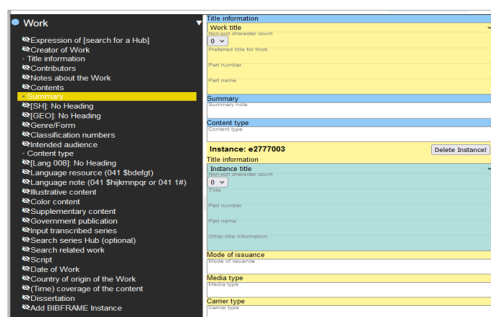 Work
Expression of [search for a Hub]
Creator of Work
Title information
Contributors
Notes about the Work
Contents
Summary
[SH]: No Heading
[GEO]: No Heading
Genre/Form
Classification numbers
Intended audience
Content type
[Lang 008]: No Heading
Language resource (041 $bdefgt)
Language note (041 $hijkmnpqr or 041 1#)
Illustrative content
Color content
Supplementary content
Government publication
Input transcribed series
Search series Hub (optional)
Search related work
Script
Date of Work
Country of origin of the Work
(Time) coverage of the content
Dissertation
Add BIBFRAME Instance
Title information
Work title
Non-sort character count
0
Preferred title for Work
Part number
Part name
Summary
Summary note
Content type
Content type
Instance: e2777003
Delete Instance!
Title information
Instance title
Non-sort character count
0
Title
Part number
Part name
Other title information
Mode of issuance
Mode of issuance
Media type
Media type
Carrier type
Carrier type